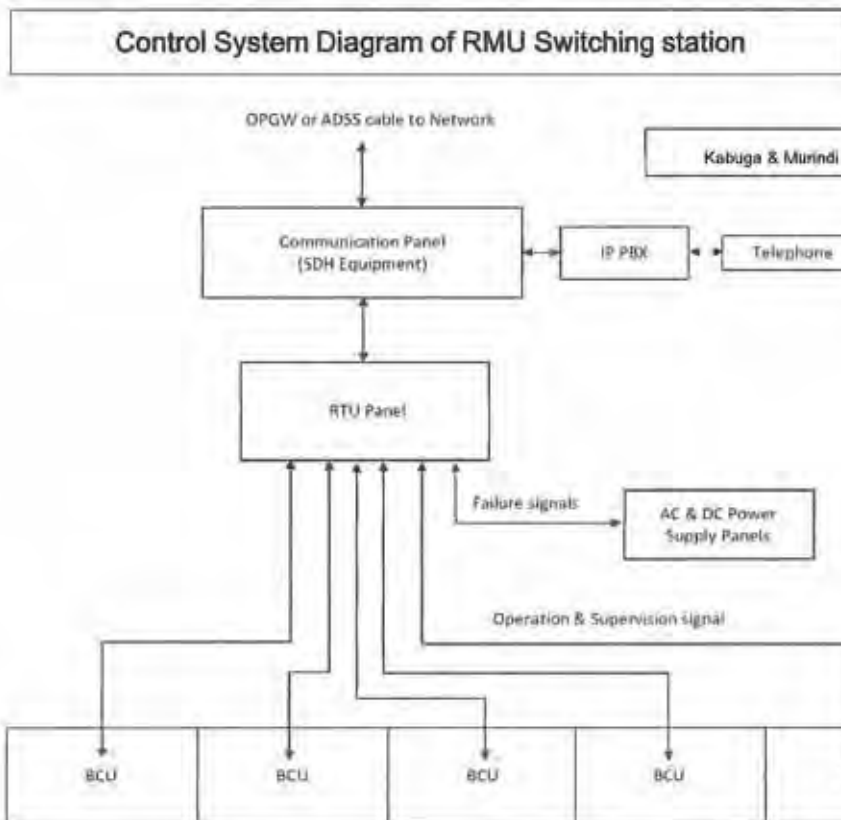 Control System Diagram of RMU Switching station
OPGW or ADSS cable to Network
Kabuga & Murindi
Communication Panel
(SDH Equipment)
IP PBX
Telephone
RTU Panel
Failure signals
AC & DC Power
Supply Panels
Operation & Supervision signal
BCU
BCU
BCU
BCU